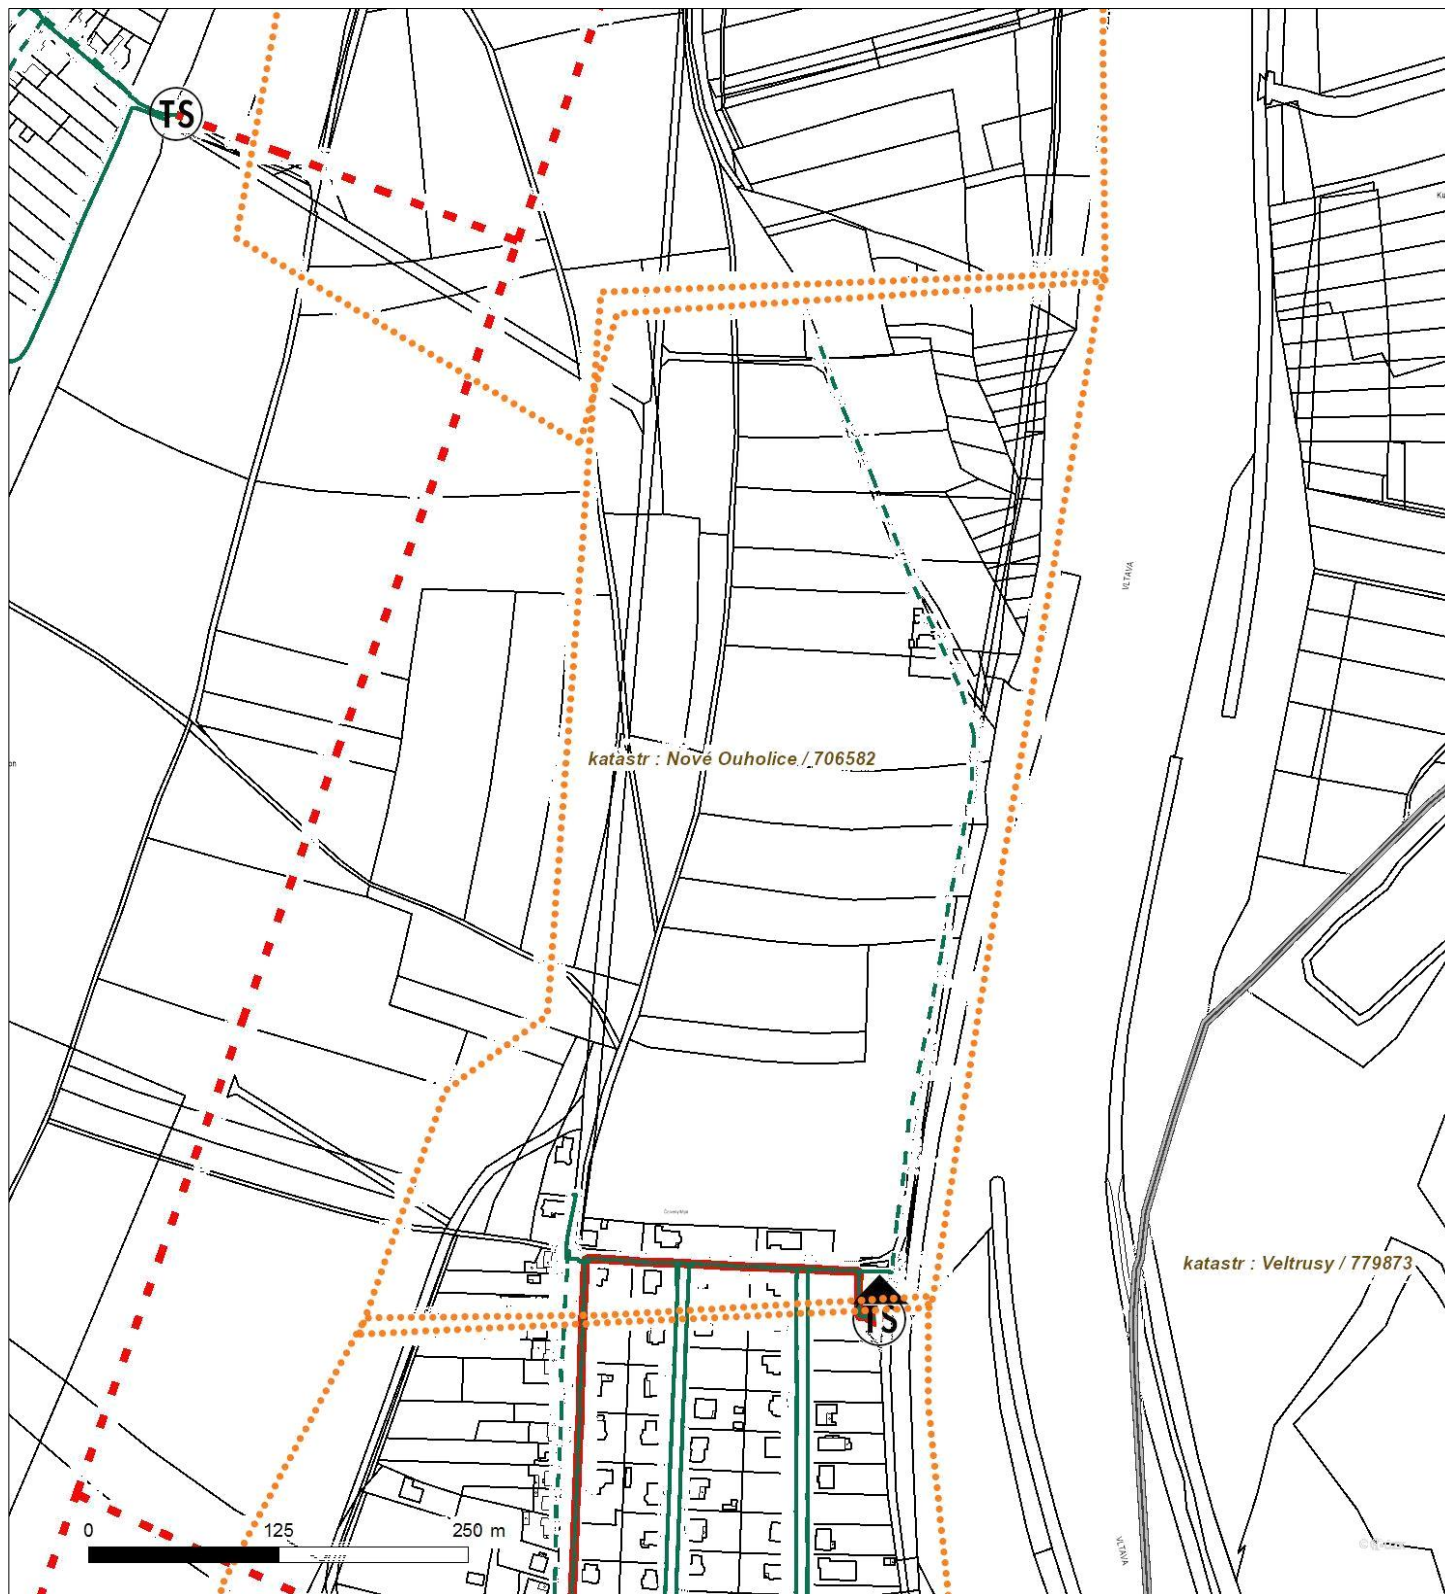 TS
VLTAVA
katastr : Nové Ouholice / 706582
katastr : Veltrusy / 779873
TS
0 125 250 m
VLTAVA